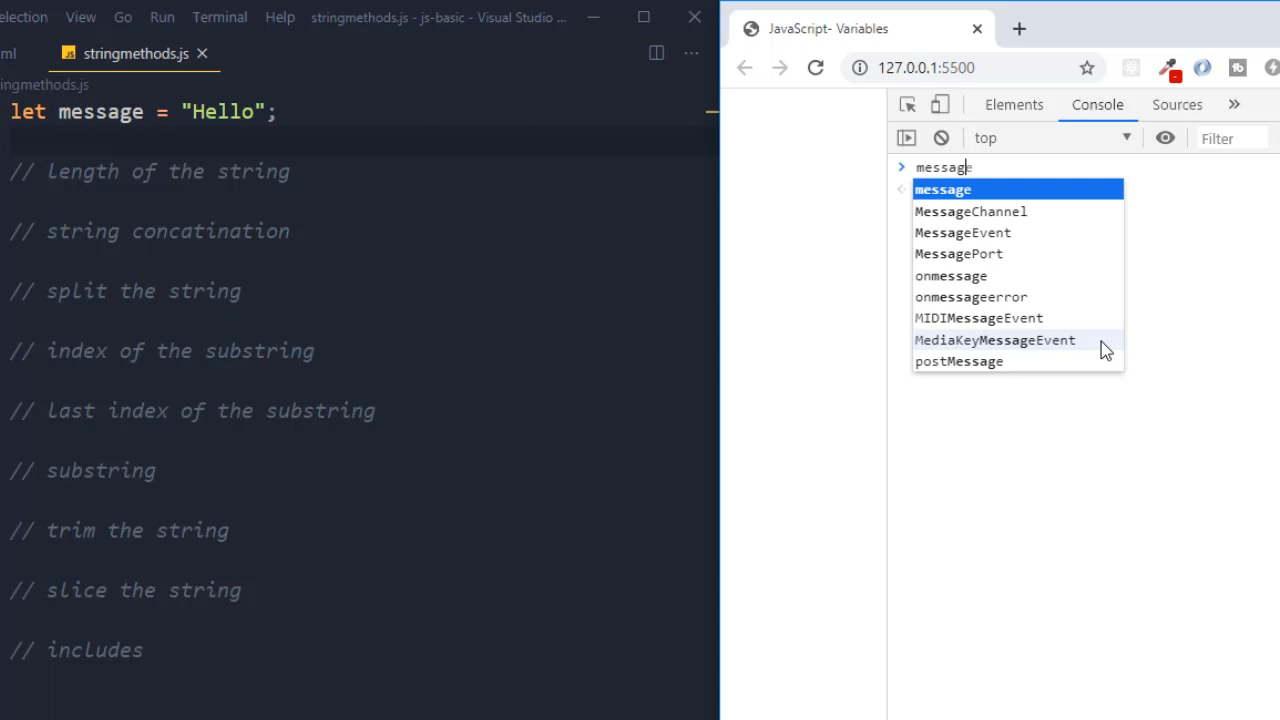 election View Go Run Help stringmethods.js - js-basic - Visual Studio ...
ml JS stringmethods.js
ingmethods.js
let message = "Hello";
// length of the string
// string concatination
// split the string
// index of the substring
// last index of the substring
// substring
// trim the string
// slice the string
// includes
JavaScript- Variables
127.0.0.1:5500
Elements Console Sources
top Filter
message
message
MessageChannel
MessageEvent
MessagePort
onmessage
onmessageerror
MIDIMessageEvent
MediaKeyMessageEvent
postMessage